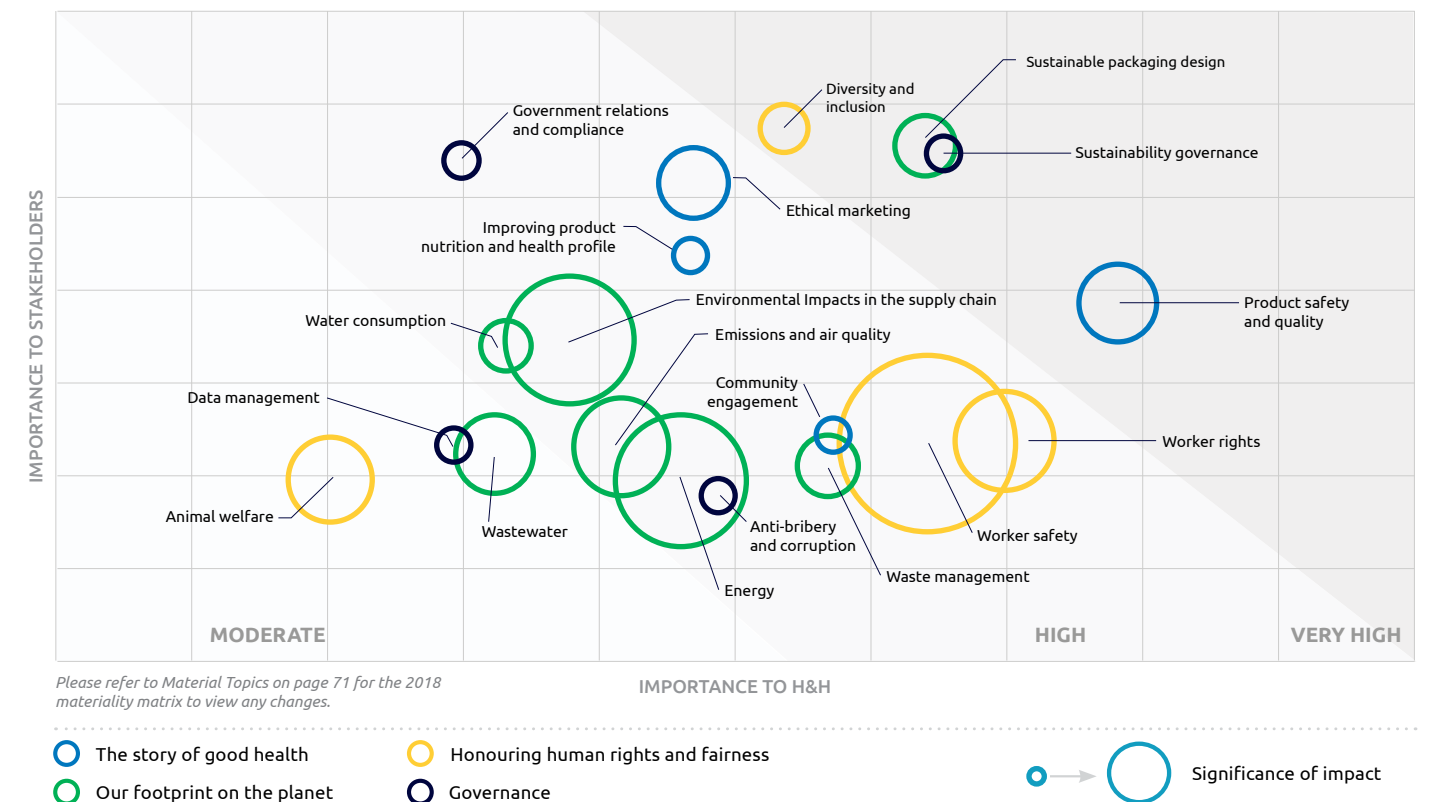 Sustainable packaging design
Diversity and
inclusion
Government relations
and compliance
Sustainability governance
Ethical marketing
Improving product
nutrition and health profile
Environmental Impacts in the supply chain
Product safety
and quality
Water consumption
Emissions and air quality
Community
engagement
Data management
Worker rights
Animal welfare
Wastewater
Anti-bribery
and corruption
Worker safety
Waste management
Energy
IMPORTANCE TO STAKEHOLDERS
MODERATE
HIGH
VERY HIGH
Please refer to Material Topics on page 71 for the 2018
materiality matrix to view any changes.
IMPORTANCE TO H&H
The story of good health
Honouring human rights and fairness
Significance of impact
Our footprint on the planet
Governance